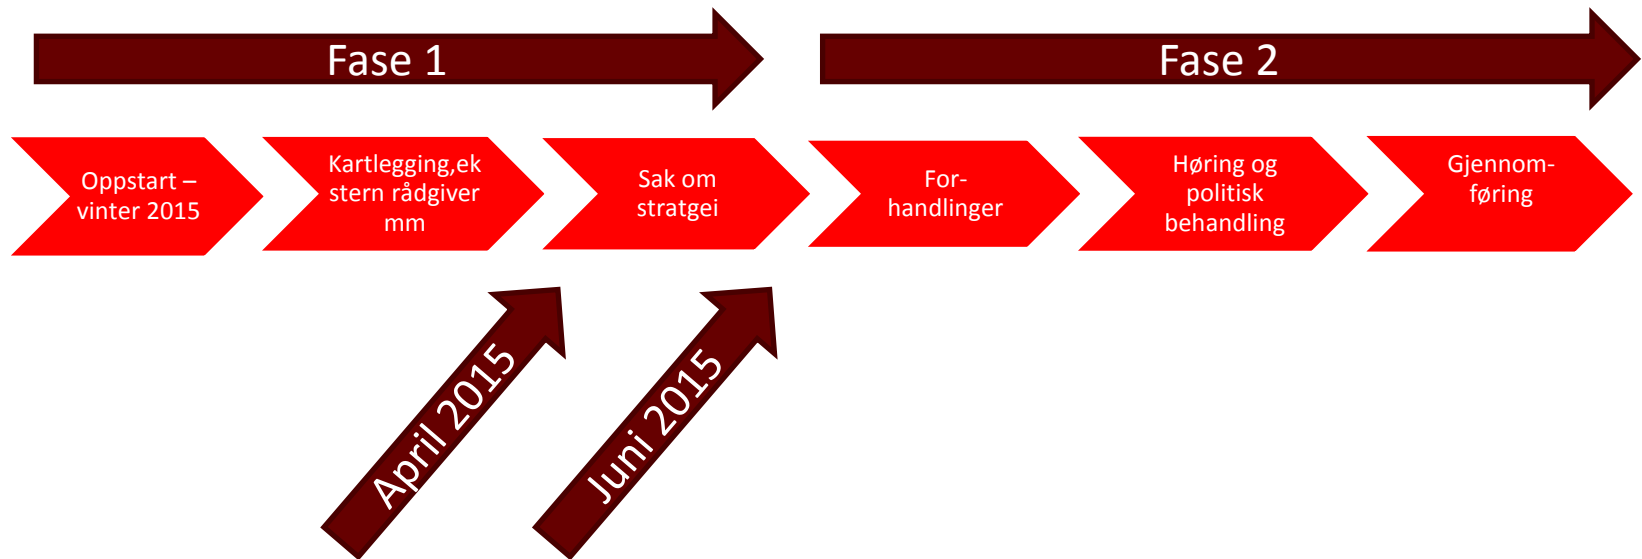 Fase 1
Fase 2
Oppstart –
vinter 2015
Kartlegging,ek
stern rådgiver
mm
Sak om
stratgei
For-
handlinger
Høring og
politisk
behandling
Gjennom-
føring
April 2015
Juni 2015